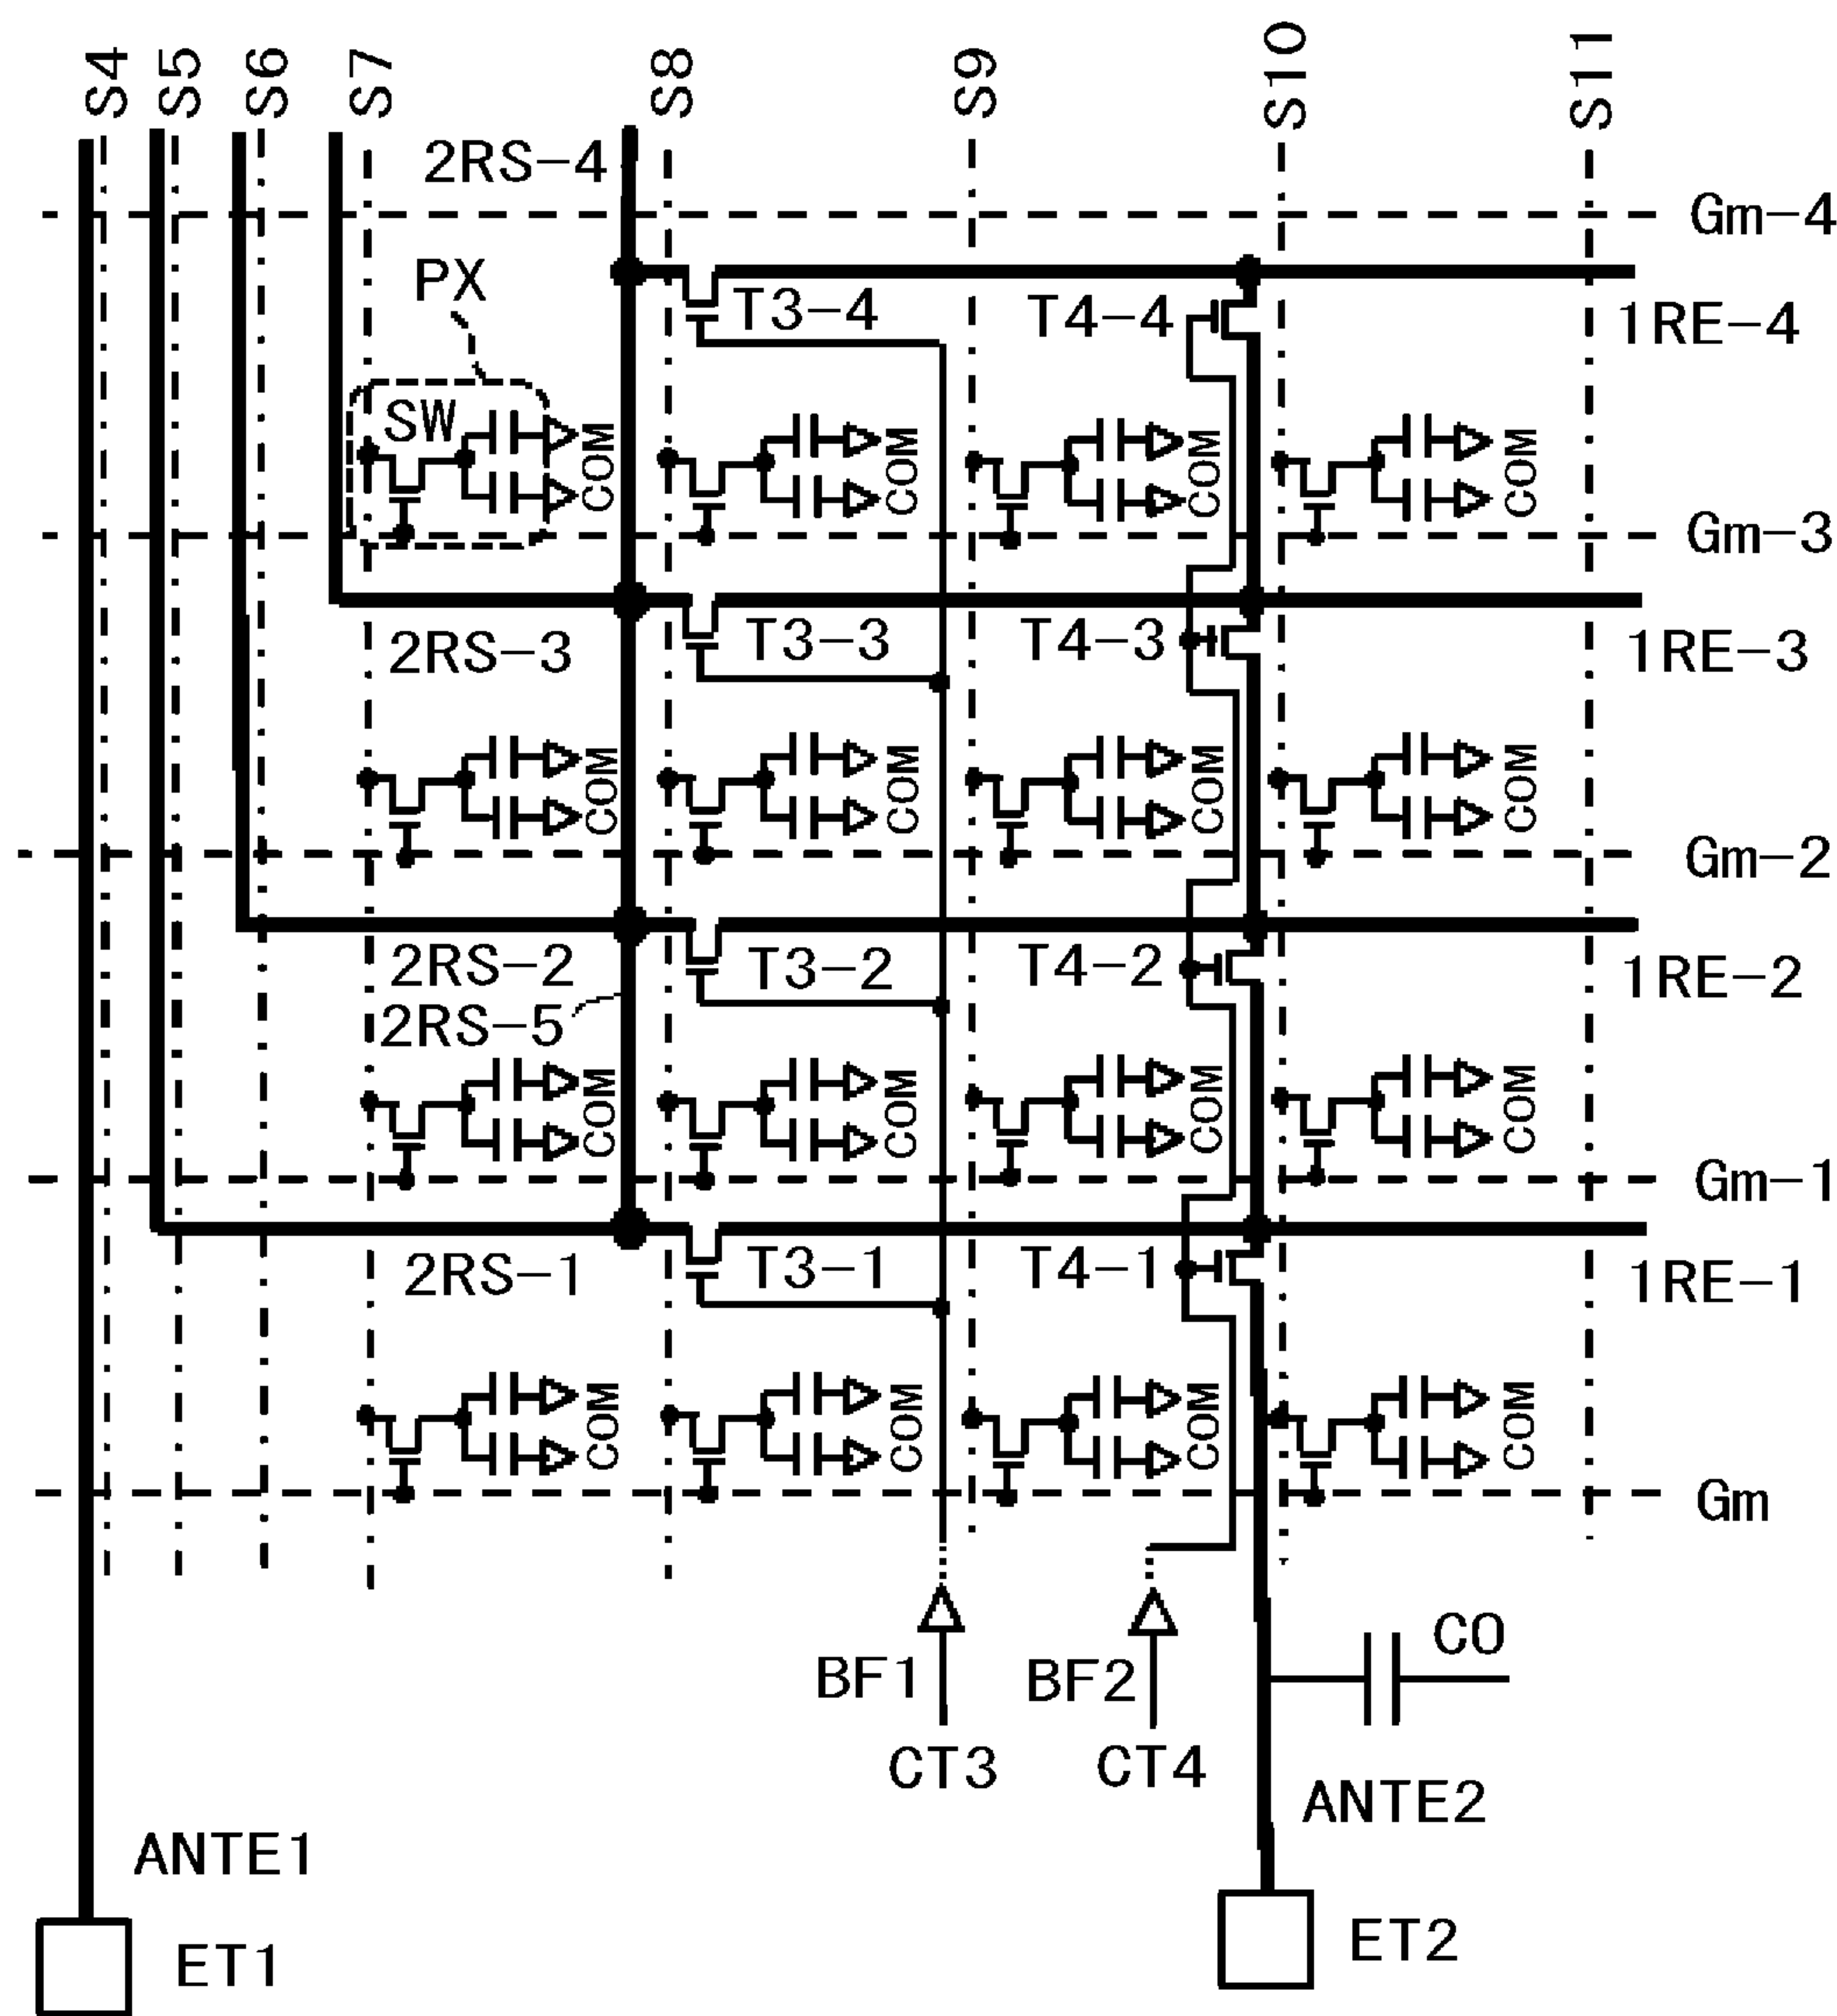 S4 S5 S6 S7 S8 S9 S10 S11
2RS-4
Gm-4
PX
T3-4 T4-4 1RE-4
SW COM COM COM COM
Gm-3
2RS-3 T3-3 T4-3 1RE-3
COM COM COM COM
Gm-2
2RS-2 T3-2 T4-2 1RE-2
2RS-5
COM COM COM COM
Gm-1
2RS-1 T3-1 T4-1 1RE-1
COM COM COM COM
Gm
CO
BF1 BF2
CT3 CT4
ANTE2
ANTE1
ET2
ET1